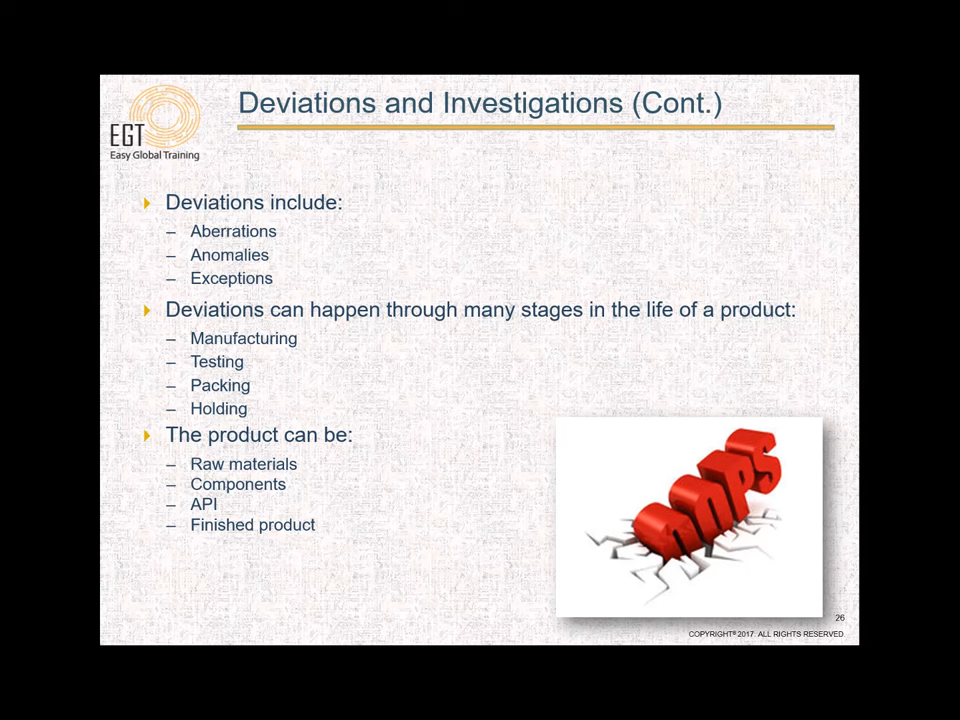 Deviations and Investigations (Cont.)
EGT
Easy Global Training
Deviations include:
– Aberrations
– Anomalies
– Exceptions
Deviations can happen through many stages in the life of a product:
– Manufacturing
– Testing
– Packing
– Holding
The product can be:
– Raw materials
– Components
– API
– Finished product
OOPS
26
COPYRIGHT© 2017. ALL RIGHTS RESERVED.